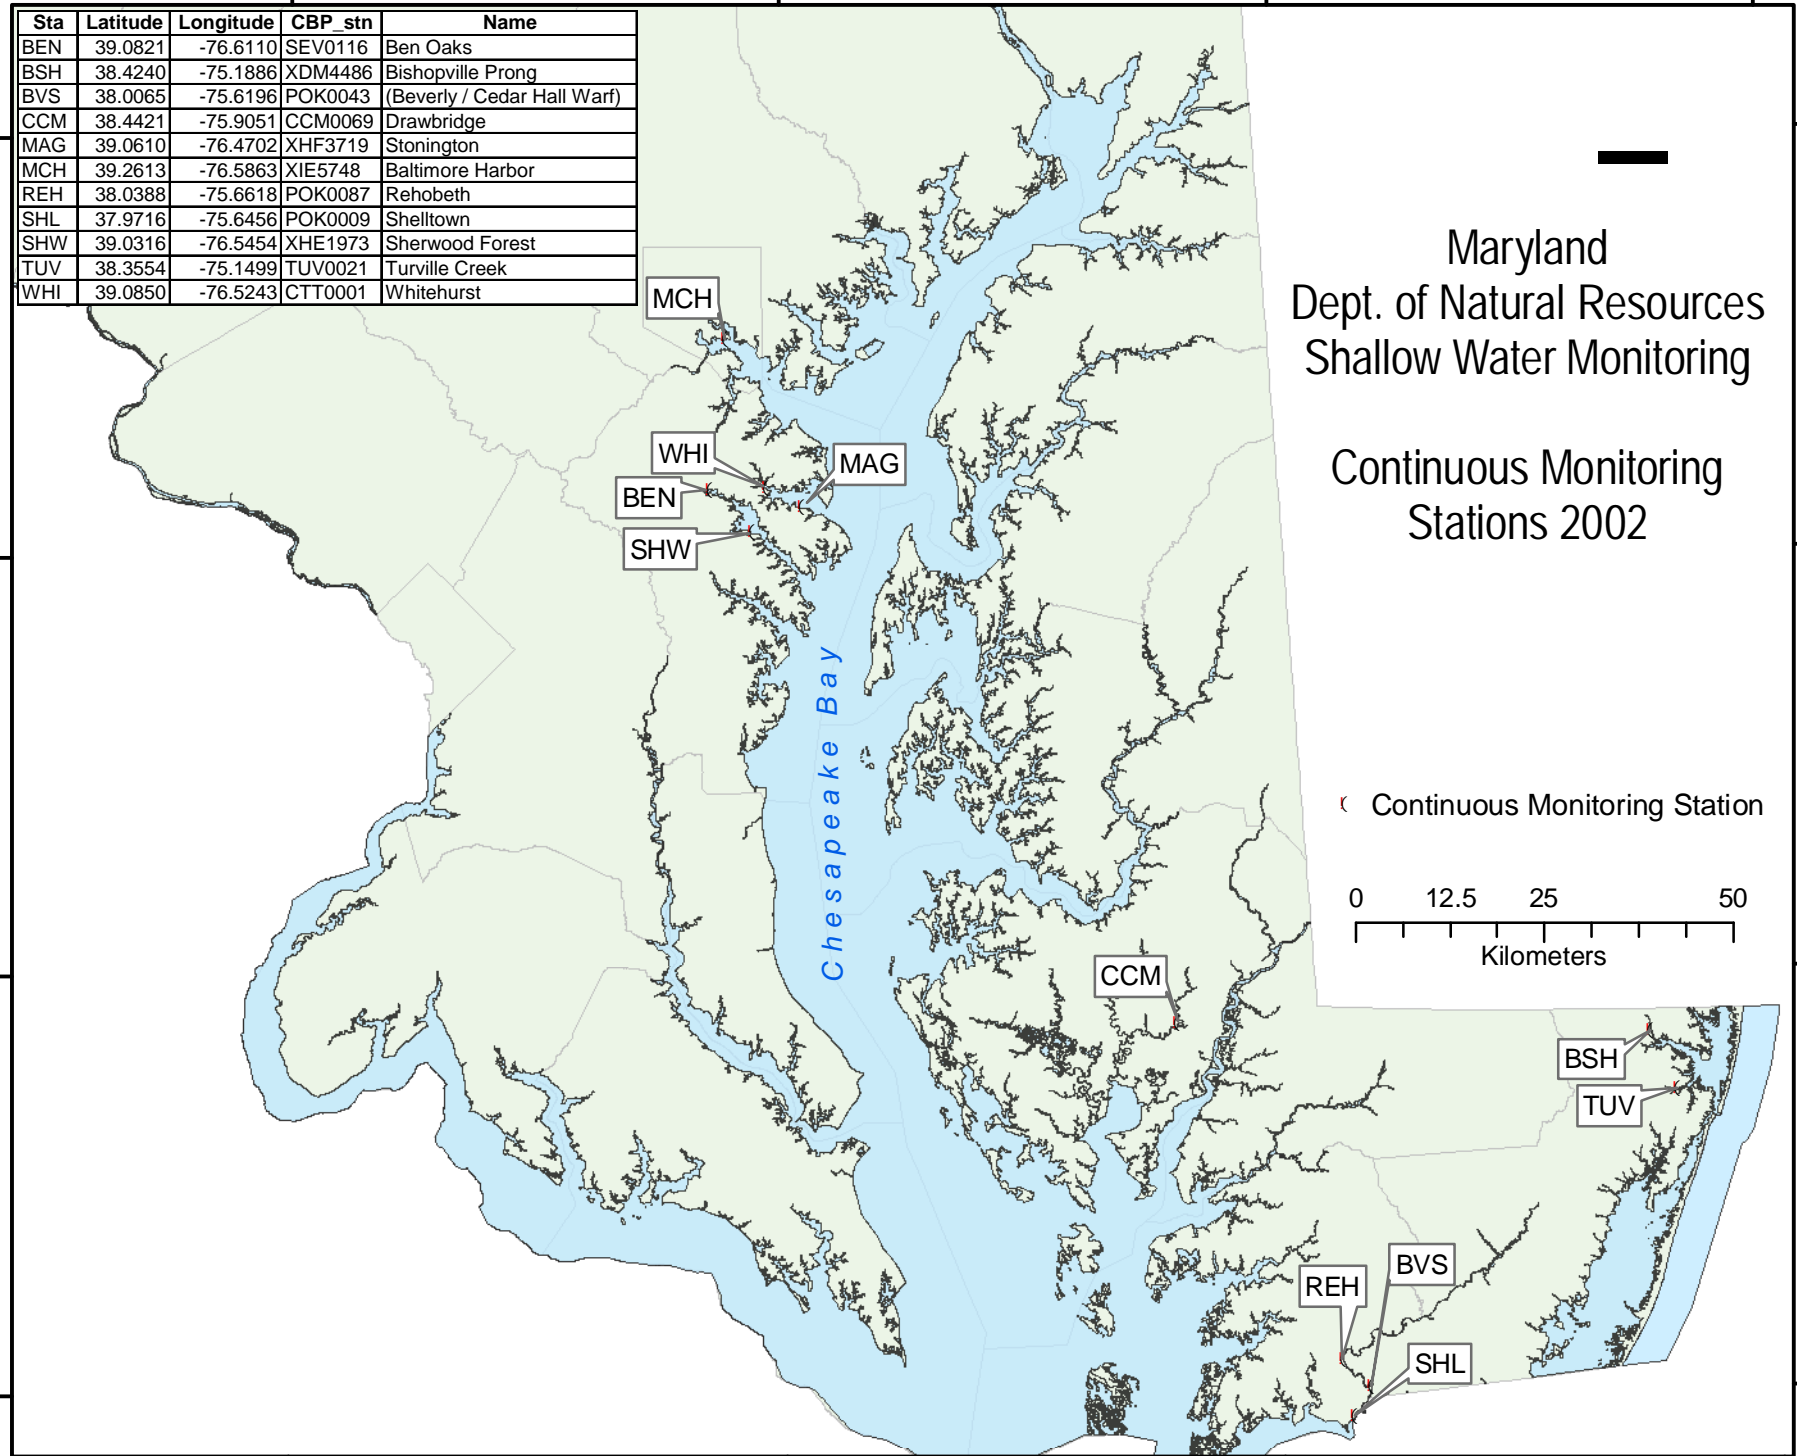 Sta Latitude Longitude CBP_stn Name
BEN 39.0821 -76.6110 SEV0116 Ben Oaks
BSH 38.4240 -75.1886 XDM4486 Bishopville Prong
BVS 38.0065 -75.6196 POK0043 (Beverly / Cedar Hall Warf)
CCM 38.4421 -75.9051 CCM0069 Drawbridge
MAG 39.0610 -76.4702 XHF3719 Stonington
MCH 39.2613 -76.5863 XIE5748 Baltimore Harbor
REH 38.0388 -75.6618 POK0087 Rehobeth
SHL 37.9716 -75.6456 POK0009 Shelltown
SHW 39.0316 -76.5454 XHE1973 Sherwood Forest
TUV 38.3554 -75.1499 TUV0021 Turville Creek
WHI 39.0850 -76.5243 CTT0001 Whitehurst
Maryland
Dept. of Natural Resources
Shallow Water Monitoring
Continuous Monitoring
Stations 2002
MCH
WHI
MAG
BEN
SHW
Chesapeake Bay
Continuous Monitoring Station
0 12.5 25 50
Kilometers
CCM
BSH
TUV
BVS
REH
SHL